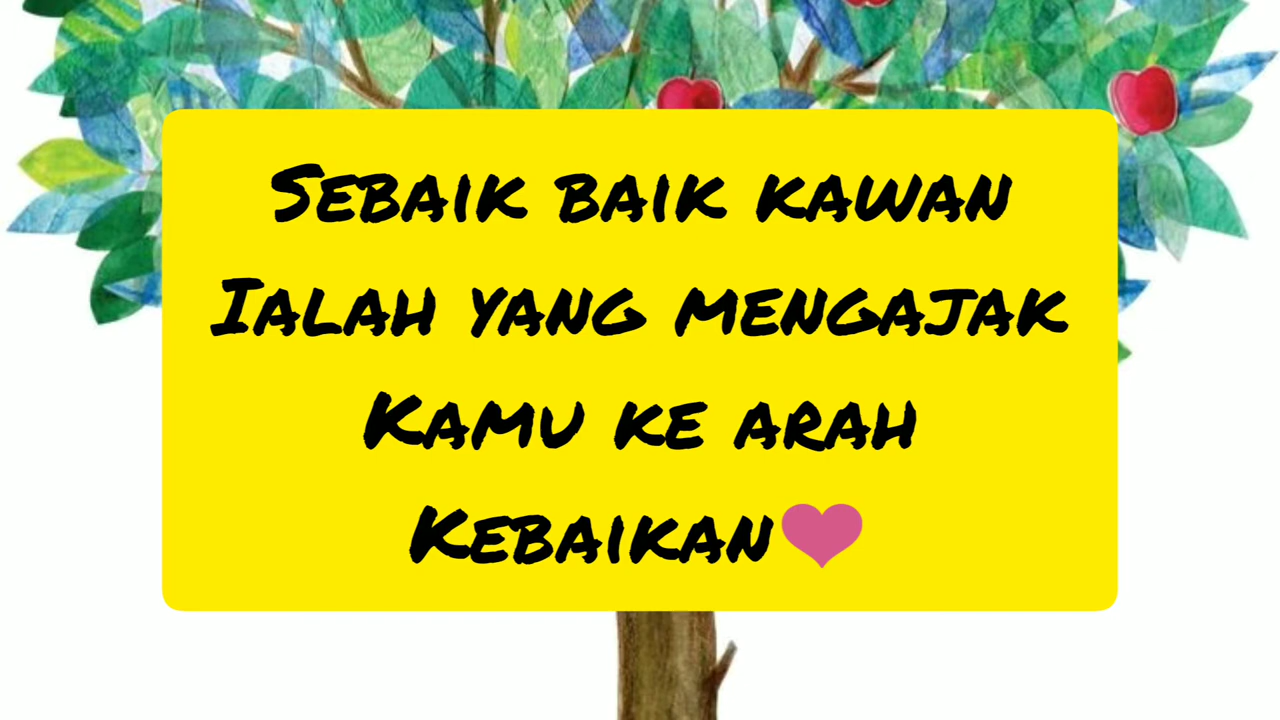 Sebaik baik kawan
Ialah yang mengajak
Kamu ke arah
Kebaikan❤